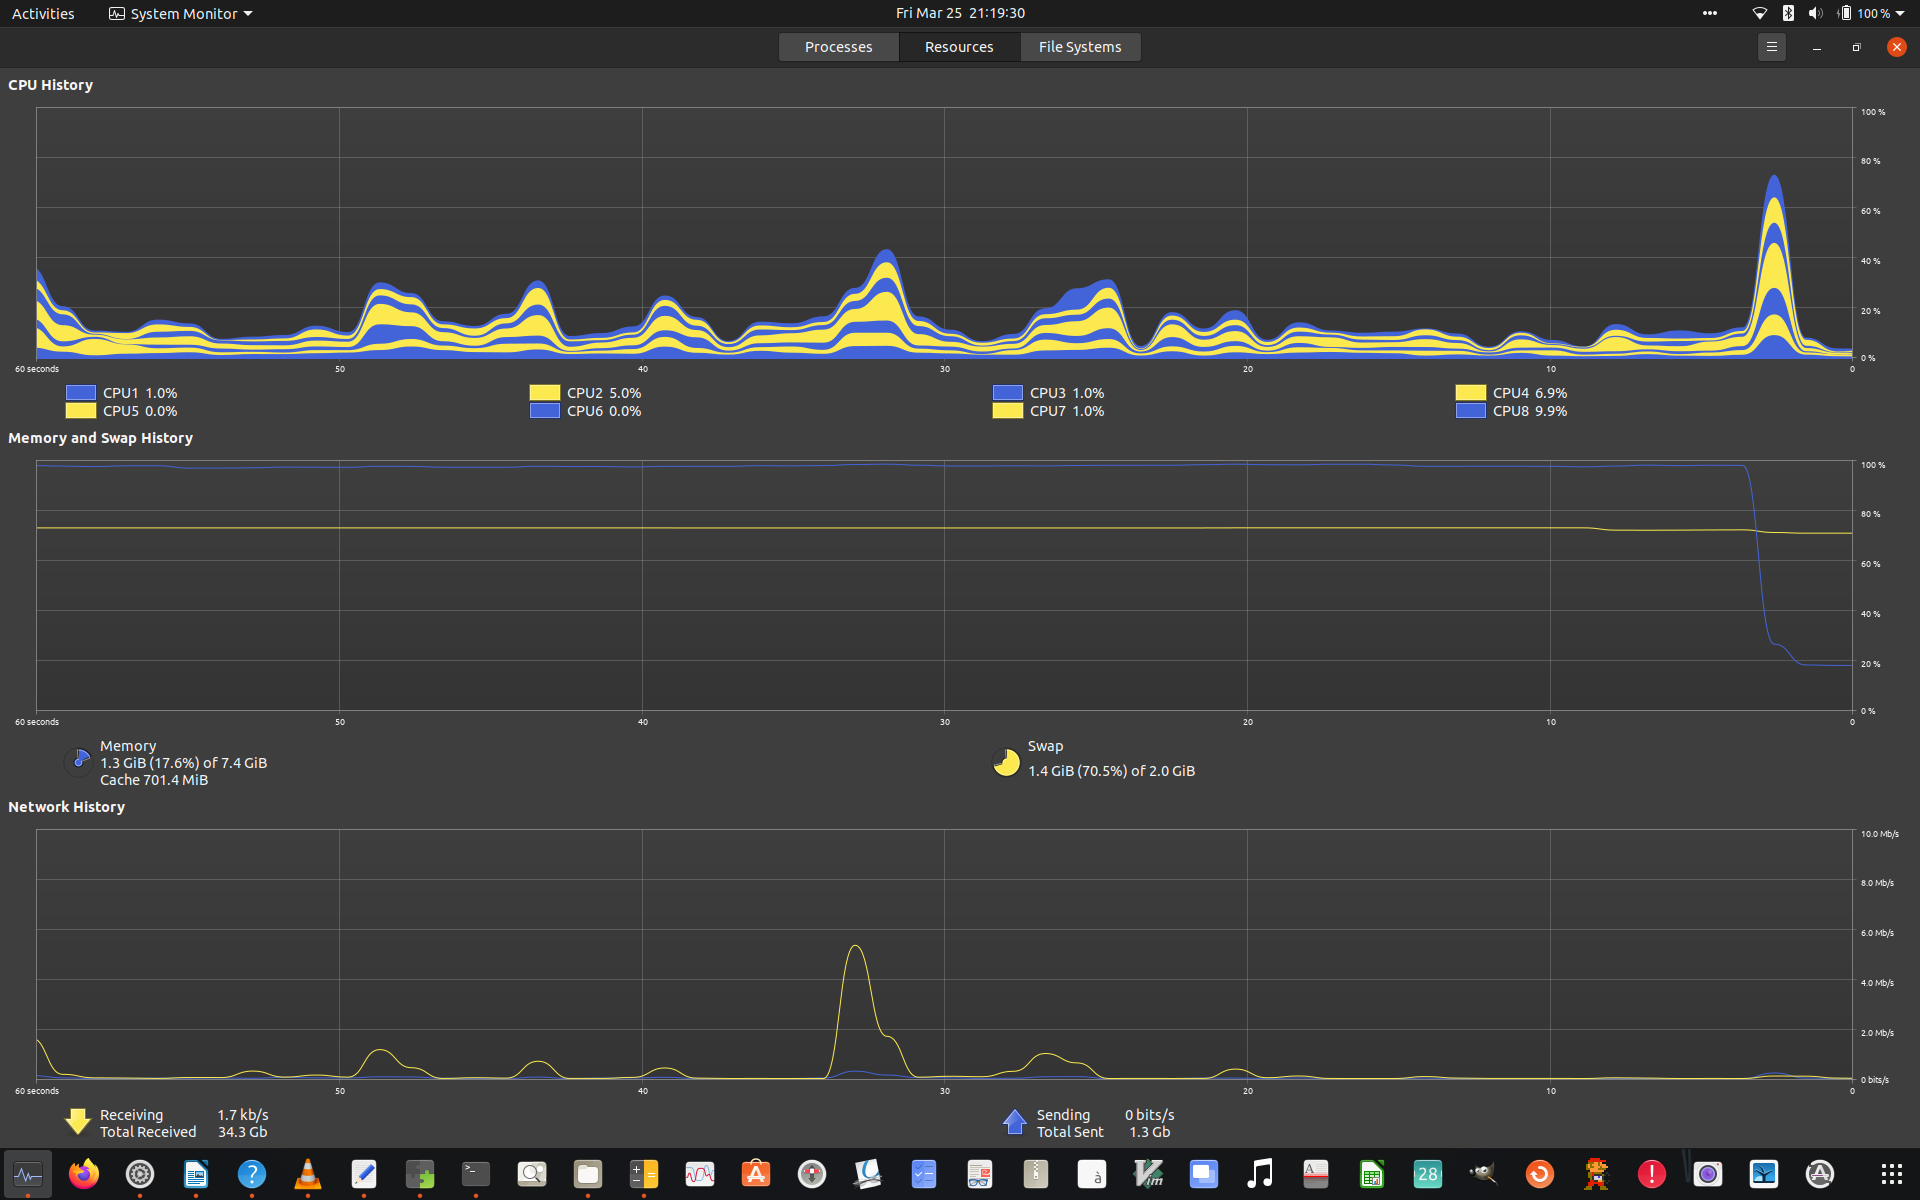 Activities System Monitor Fri Mar 25 21:19:30 100 %
Processes Resources File Systems
CPU History
100 %
80 %
60 %
40 %
20 %
0 %
60 seconds 50 40 30 20 10 0
CPU1 1.0% CPU2 5.0% CPU3 1.0% CPU4 6.9%
CPU5 0.0% CPU6 0.0% CPU7 1.0% CPU8 9.9%
Memory and Swap History
100 %
80 %
60 %
40 %
20 %
0 %
60 seconds 50 40 30 20 10 0
Memory
1.3 GiB (17.6%) of 7.4 GiB
Cache 701.4 MiB
Swap
1.4 GiB (70.5%) of 2.0 GiB
Network History
10.0 Mb/s
8.0 Mb/s
6.0 Mb/s
4.0 Mb/s
2.0 Mb/s
0 bits/s
60 seconds 50 40 30 20 10 0
Receiving 1.7 kb/s
Total Received 34.3 Gb
Sending 0 bits/s
Total Sent 1.3 Gb
? >_ A à Vim A 28 !